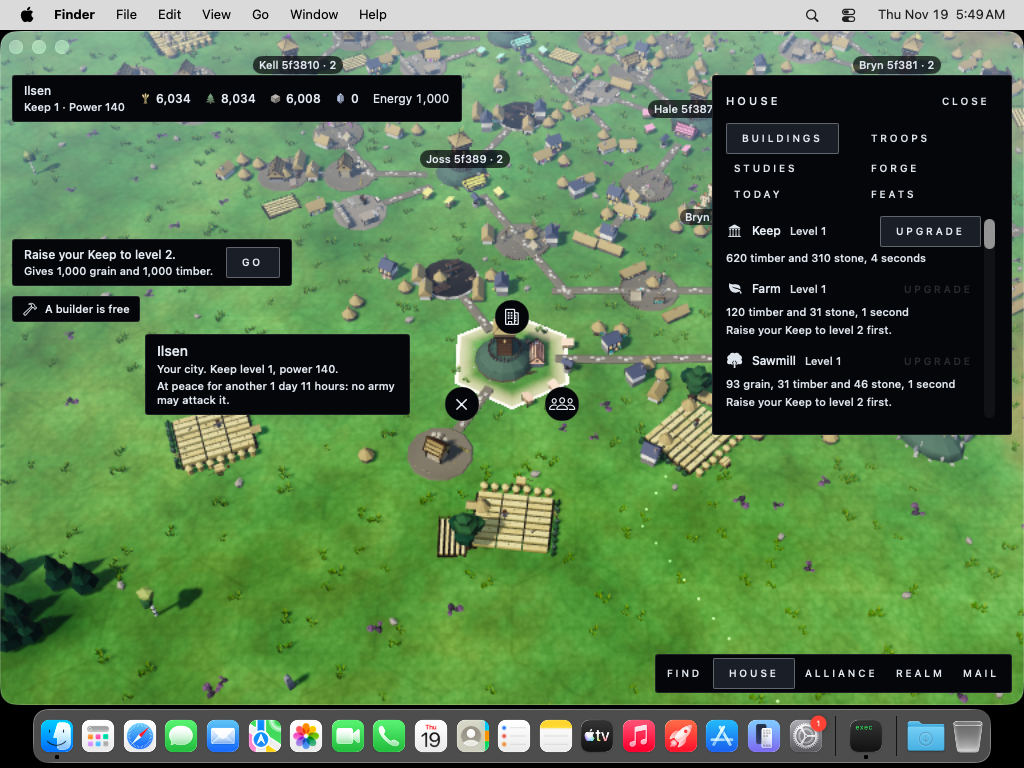 Finder File Edit View Go Window Help Thu Nov 19 5:49 AM
Kell 5f3810 · 2
Bryn 5f381 · 2
Ilsen
Keep 1 · Power 140
6,034 8,034 6,008 0 Energy 1,000
Hale 5f387
Joss 5f389 · 2
Bryn
HOUSE CLOSE
BUILDINGS TROOPS
STUDIES FORGE
TODAY FEATS
Keep Level 1 UPGRADE
620 timber and 310 stone, 4 seconds
Farm Level 1 UPGRADE
120 timber and 31 stone, 1 second
Raise your Keep to level 2 first.
Sawmill Level 1 UPGRADE
93 grain, 31 timber and 46 stone, 1 second
Raise your Keep to level 2 first.
Raise your Keep to level 2.
Gives 1,000 grain and 1,000 timber.
GO
A builder is free
Ilsen
Your city. Keep level 1, power 140.
At peace for another 1 day 11 hours: no army
may attack it.
FIND HOUSE ALLIANCE REALM MAIL
Thu
19
tv
1
exec